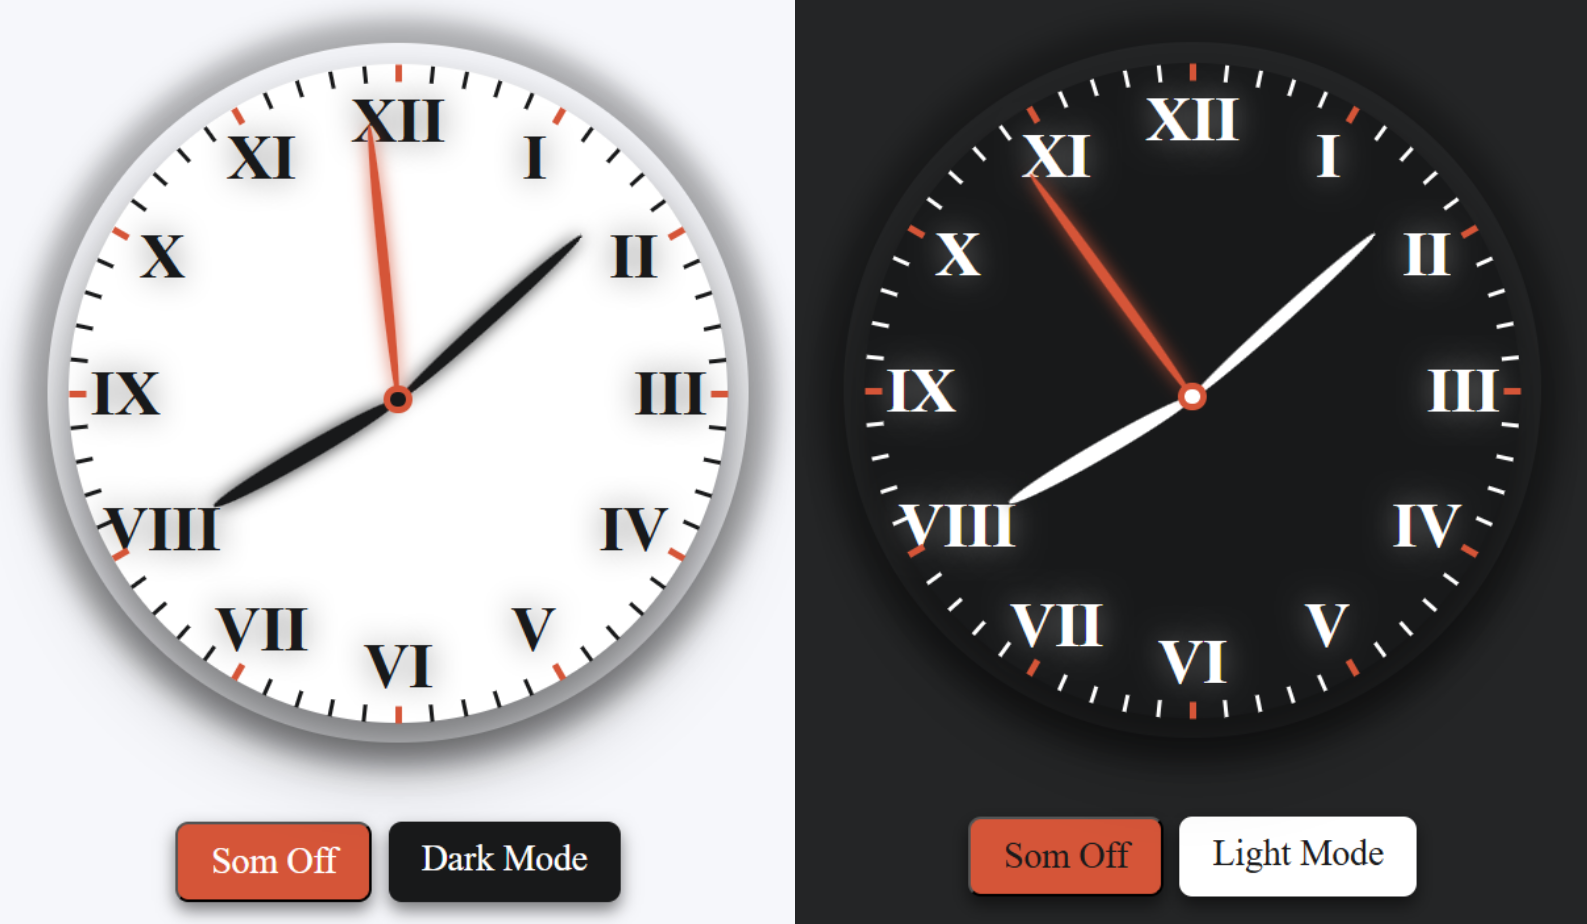 XII
XI
I
X
II
IX
III
VIII
IV
VII
V
VI
Som Off
Dark Mode
XII
XI
I
X
II
IX
III
VIII
IV
VII
V
VI
Som Off
Light Mode